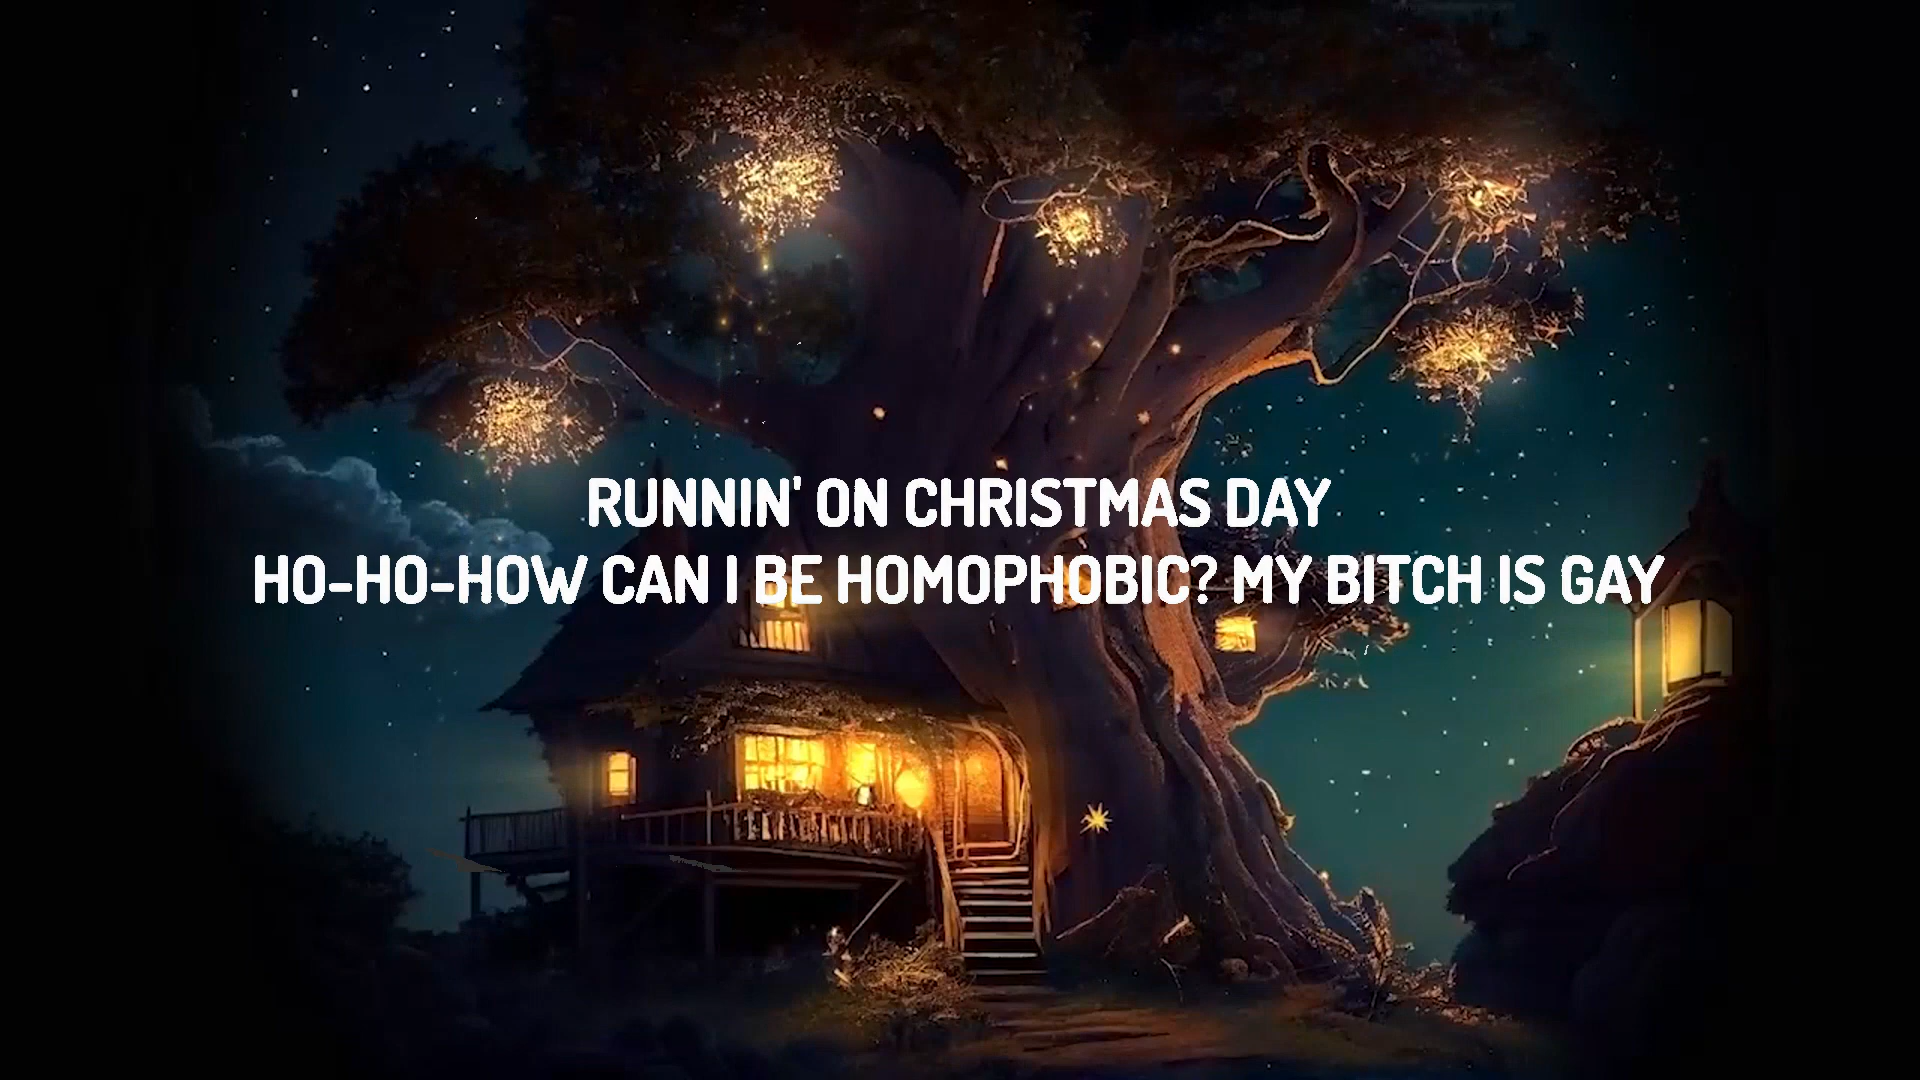 RUNNIN' ON CHRISTMAS DAY
HO-HO-HOW CAN I BE HOMOPHOBIC? MY BITCH IS GAY